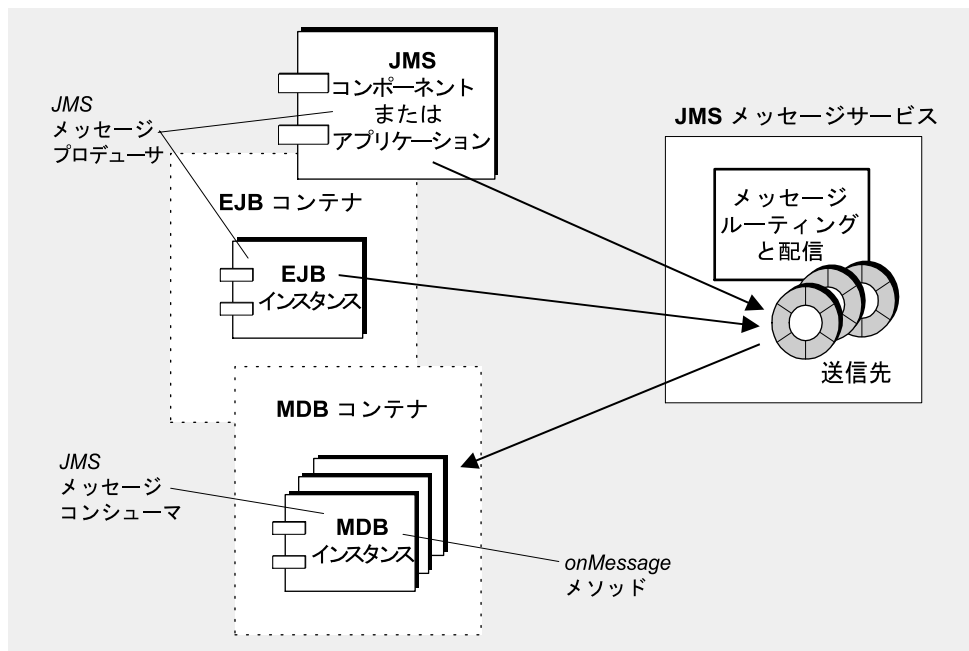 JMS
コンポーネント
または
アプリケーション
JMS
メッセージ
プロデューサ
JMS メッセージサービス
メッセージ
ルーティング
と配信
EJB コンテナ
EJB
インスタンス
送信先
MDB コンテナ
JMS
メッセージ
コンシューマ
MDB
インスタンス
onMessage
メソッド